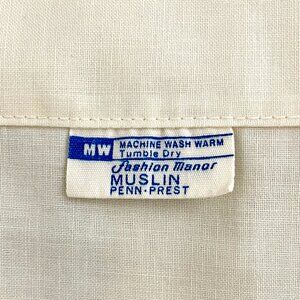 MW MACHINE WASH WARM
Tumble Dry
Fashion Manor
MUSLIN
PENN·PREST